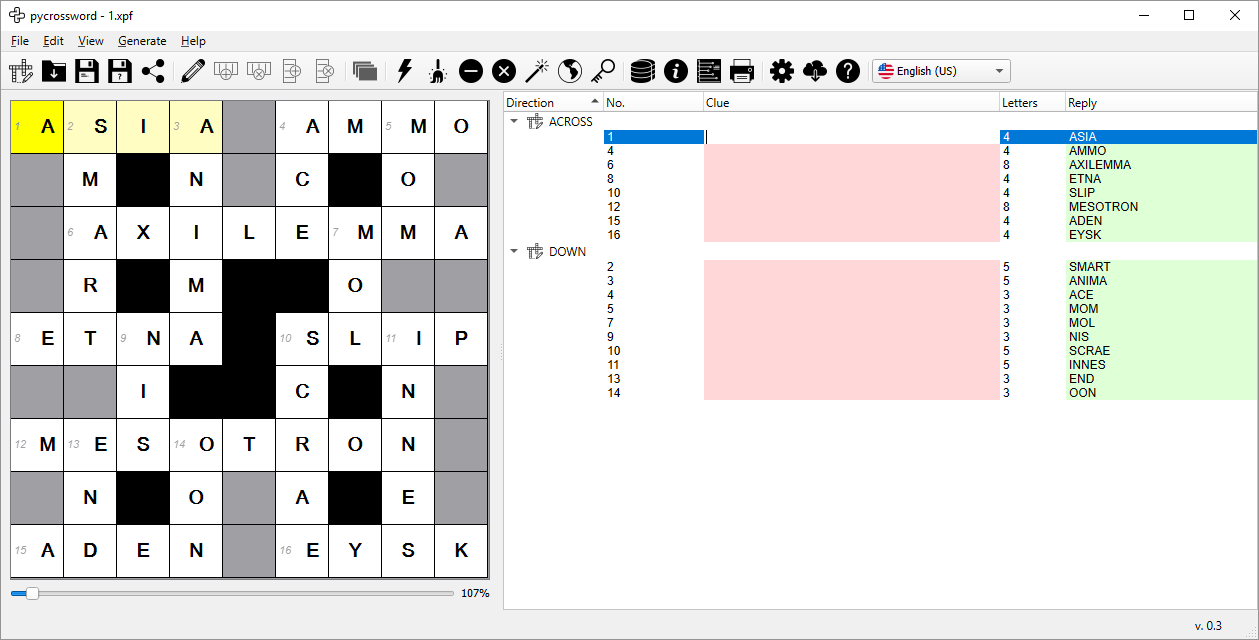 pycrossword - 1.xpf
File Edit View Generate Help
English (US)
1 A 2 S I 3 A 4 A M 5 M O
M N C O
6 A X I L E 7 M M A
R M O
8 E T 9 N A 10 S L 11 I P
I C N
12 M 13 E S 14 O T R O N
N O A E
15 A D E N 16 E Y S K
107%
Direction No. Clue Letters Reply
ACROSS
1 4 ASIA
4 4 AMMO
6 8 AXILEMMA
8 4 ETNA
10 4 SLIP
12 8 MESOTRON
15 4 ADEN
16 4 EYSK
DOWN
2 5 SMART
3 5 ANIMA
4 3 ACE
5 3 MOM
7 3 MOL
9 3 NIS
10 5 SCRAE
11 5 INNES
13 3 END
14 3 OON
v. 0.3